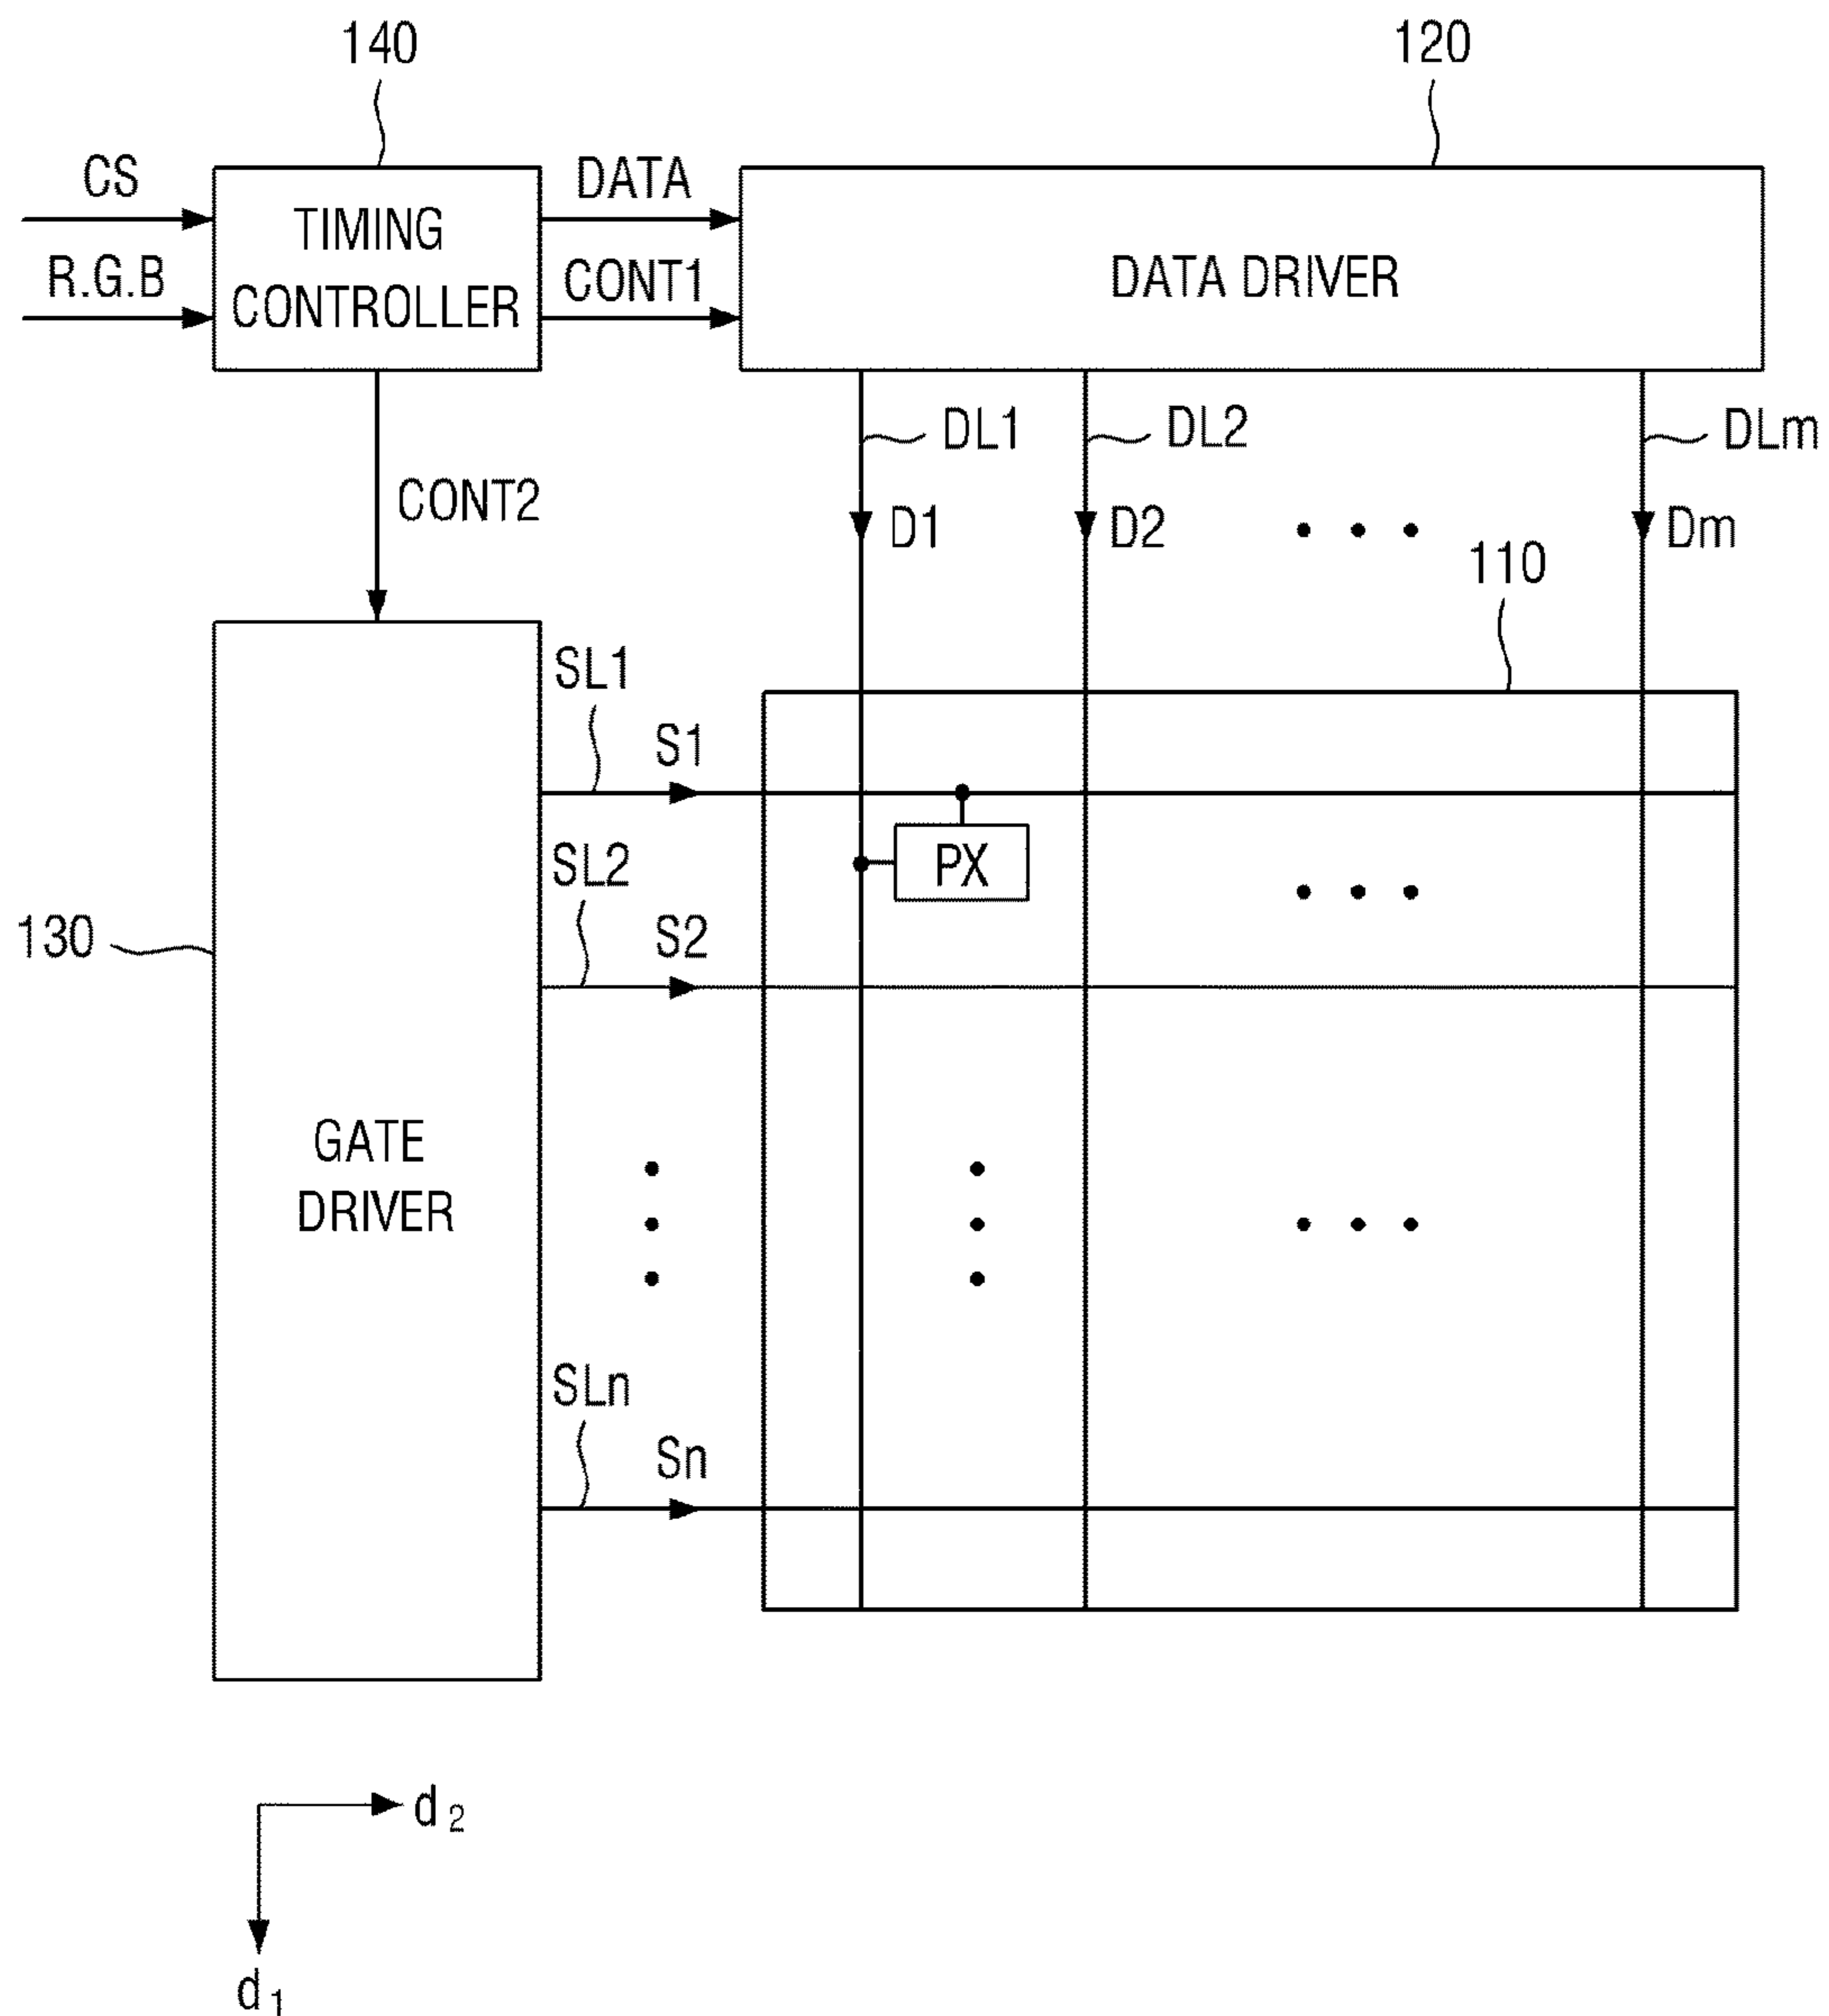 140
120
CS
R.G.B
TIMING
CONTROLLER
DATA
CONT1
DATA DRIVER
DL1
DL2
DLm
CONT2
D1
D2
Dm
110
SL1
S1
PX
SL2
S2
130
GATE
DRIVER
SLn
Sn
d2
d1